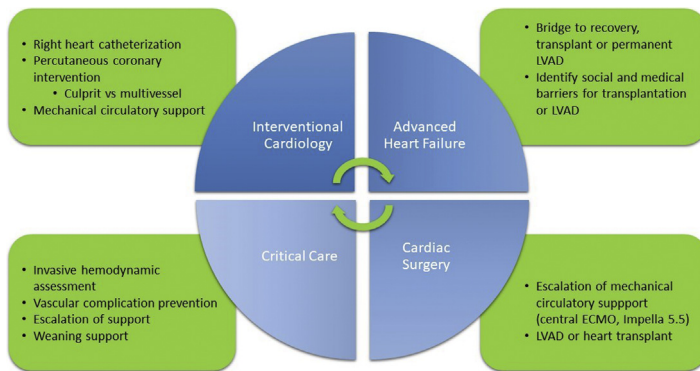 • Right heart catheterization
• Percutaneous coronary
intervention
• Culprit vs multivessel
• Mechanical circulatory support
• Bridge to recovery,
transplant or permanent
LVAD
• Identify social and medical
barriers for transplantation
or LVAD
Interventional
Cardiology
Advanced
Heart Failure
Critical Care
Cardiac
Surgery
• Invasive hemodynamic
assessment
• Vascular complication prevention
• Escalation of support
• Weaning support
• Escalation of mechanical
circulatory suppport
(central ECMO, Impella 5.5)
• LVAD or heart transplant